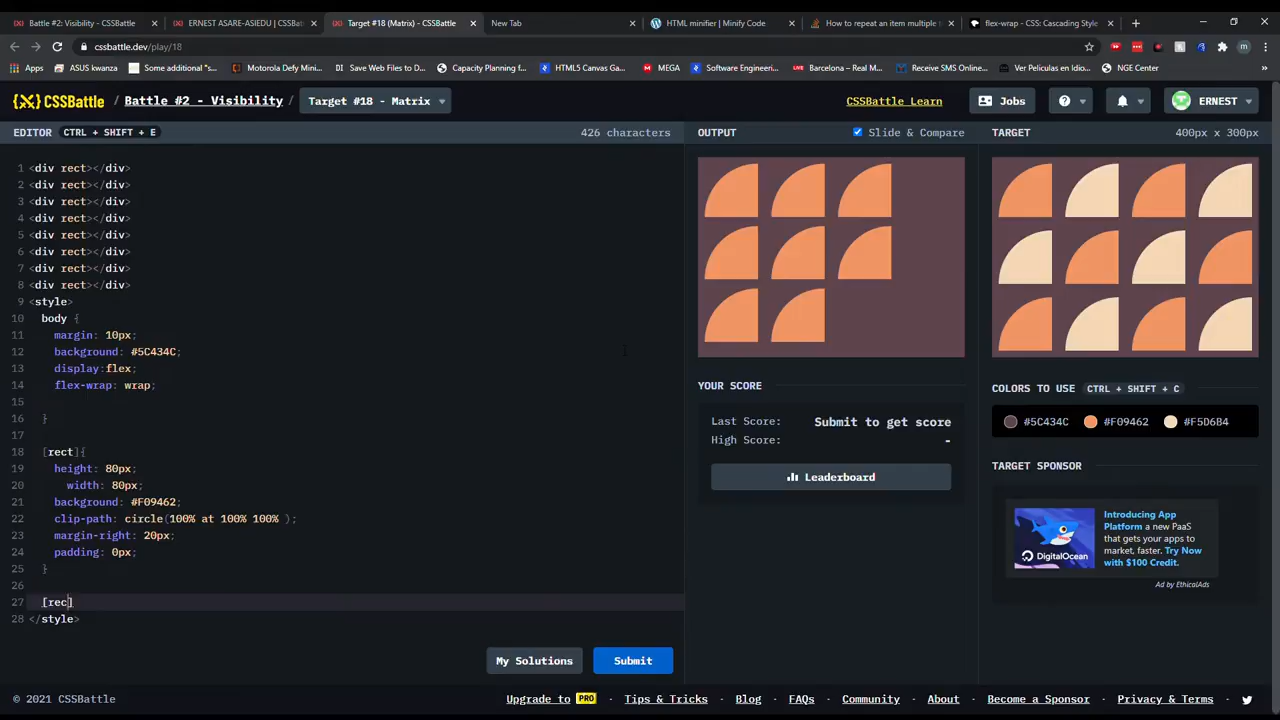 Battle #2: Visibility - CSSBattle
ERNEST ASARE-ASIEDU | CSSBatt
Target #18 (Matrix) - CSSBattle
New Tab
HTML minifier | Minify Code
How to repeat an item multiple t
flex-wrap - CSS: Cascading Style
cssbattle.dev/play/18
Apps
ASUS kwanza
Some additional "s...
Motorola Defy Mini...
Save Web Files to D...
Capacity Planning f...
HTML5 Canvas Ga...
MEGA
Software Engineeri...
Barcelona – Real M...
Receive SMS Online...
Ver Peliculas en Idio...
NGE Center
CSSBattle / Battle #2 - Visibility / Target #18 - Matrix
CSSBattle Learn
Jobs
ERNEST
EDITOR CTRL + SHIFT + E
426 characters
OUTPUT
Slide & Compare
TARGET
400px x 300px
1 <div rect></div>
2 <div rect></div>
3 <div rect></div>
4 <div rect></div>
5 <div rect></div>
6 <div rect></div>
7 <div rect></div>
8 <div rect></div>
9 <style>
10 body {
11 margin: 10px;
12 background: #5C434C;
13 display:flex;
14 flex-wrap: wrap;
15
16 }
17
18 [rect]{
19 height: 80px;
20 width: 80px;
21 background: #F09462;
22 clip-path: circle(100% at 100% 100% );
23 margin-right: 20px;
24 padding: 0px;
25 }
26
27 [rec]
28 </style>
YOUR SCORE
Last Score: Submit to get score
High Score: -
Leaderboard
COLORS TO USE CTRL + SHIFT + C
#5C434C
#F09462
#F5D6B4
TARGET SPONSOR
DigitalOcean
Introducing App
Platform a new PaaS
that gets your apps to
market, faster. Try Now
with $100 Credit.
Ad by EthicalAds
My Solutions
Submit
© 2021 CSSBattle
Upgrade to PRO · Tips & Tricks · Blog · FAQs · Community · About · Become a Sponsor · Privacy & Terms ·